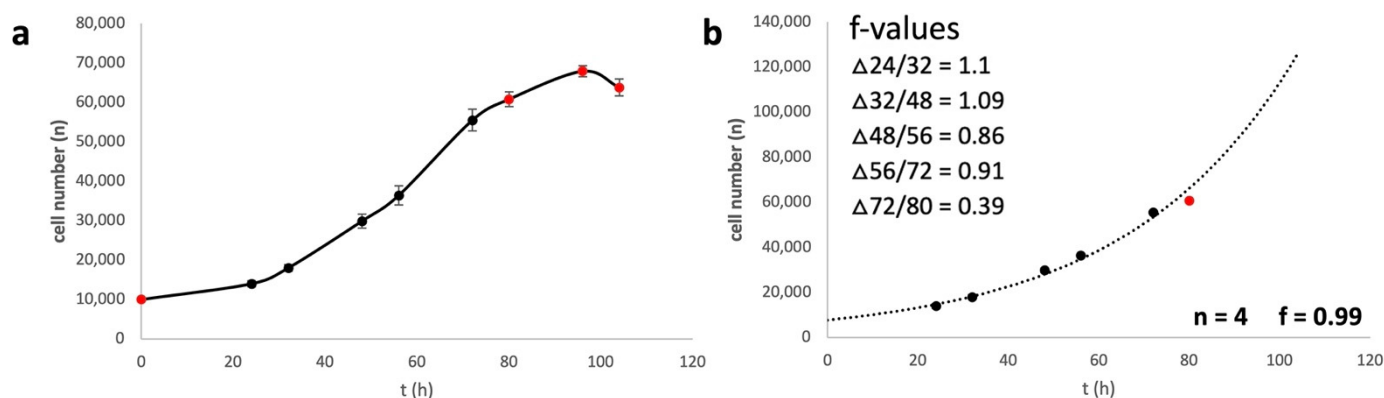 a
80,000
70,000
60,000
50,000
40,000
30,000
20,000
10,000
0
cell number (n)
0 20 40 60 80 100 120
t (h)
b
140,000
120,000
100,000
80,000
60,000
40,000
20,000
0
cell number (n)
f-values
△24/32 = 1.1
△32/48 = 1.09
△48/56 = 0.86
△56/72 = 0.91
△72/80 = 0.39
n = 4 f = 0.99
0 20 40 60 80 100 120
t (h)